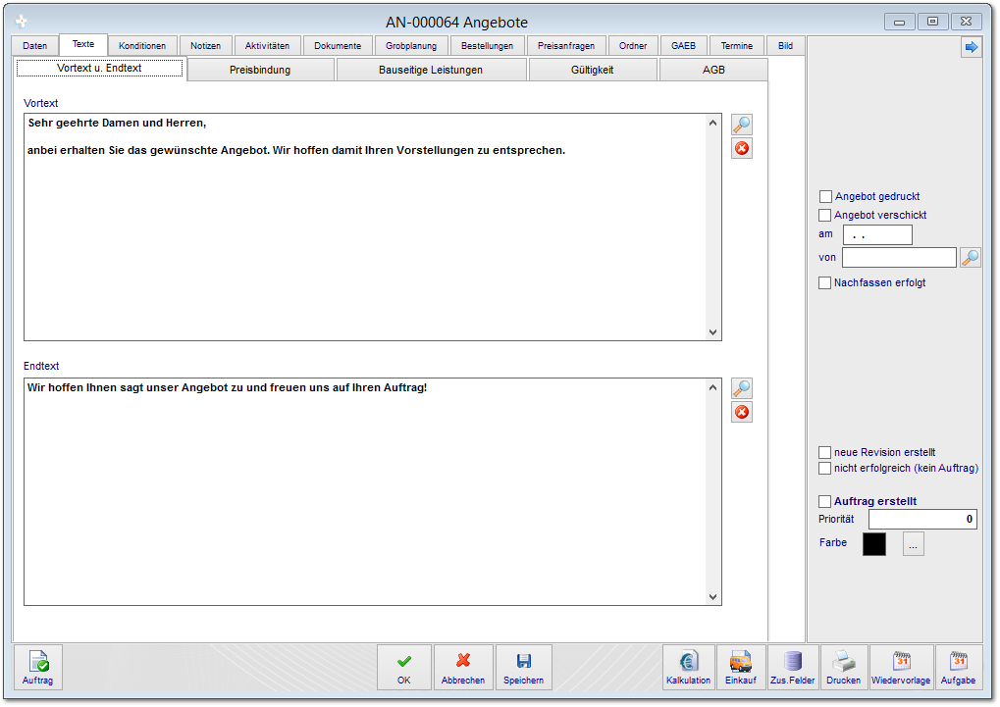 AN-000064 Angebote
Daten Texte Konditionen Notizen Aktivitäten Dokumente Grobplanung Bestellungen Preisanfragen Ordner GAEB Termine Bild
Vortext u. Endtext Preisbindung Bauseitige Leistungen Gültigkeit AGB
Vortext
Sehr geehrte Damen und Herren,
anbei erhalten Sie das gewünschte Angebot. Wir hoffen damit Ihren Vorstellungen zu entsprechen.
Endtext
Wir hoffen Ihnen sagt unser Angebot zu und freuen uns auf Ihren Auftrag!
Angebot gedruckt
Angebot verschickt
am . .
von
Nachfassen erfolgt
neue Revision erstellt
nicht erfolgreich (kein Auftrag)
Auftrag erstellt
Priorität 0
Farbe ...
Auftrag OK Abbrechen Speichern Kalkulation Einkauf Zus.Felder Drucken 31 Wiedervorlage 31 Aufgabe